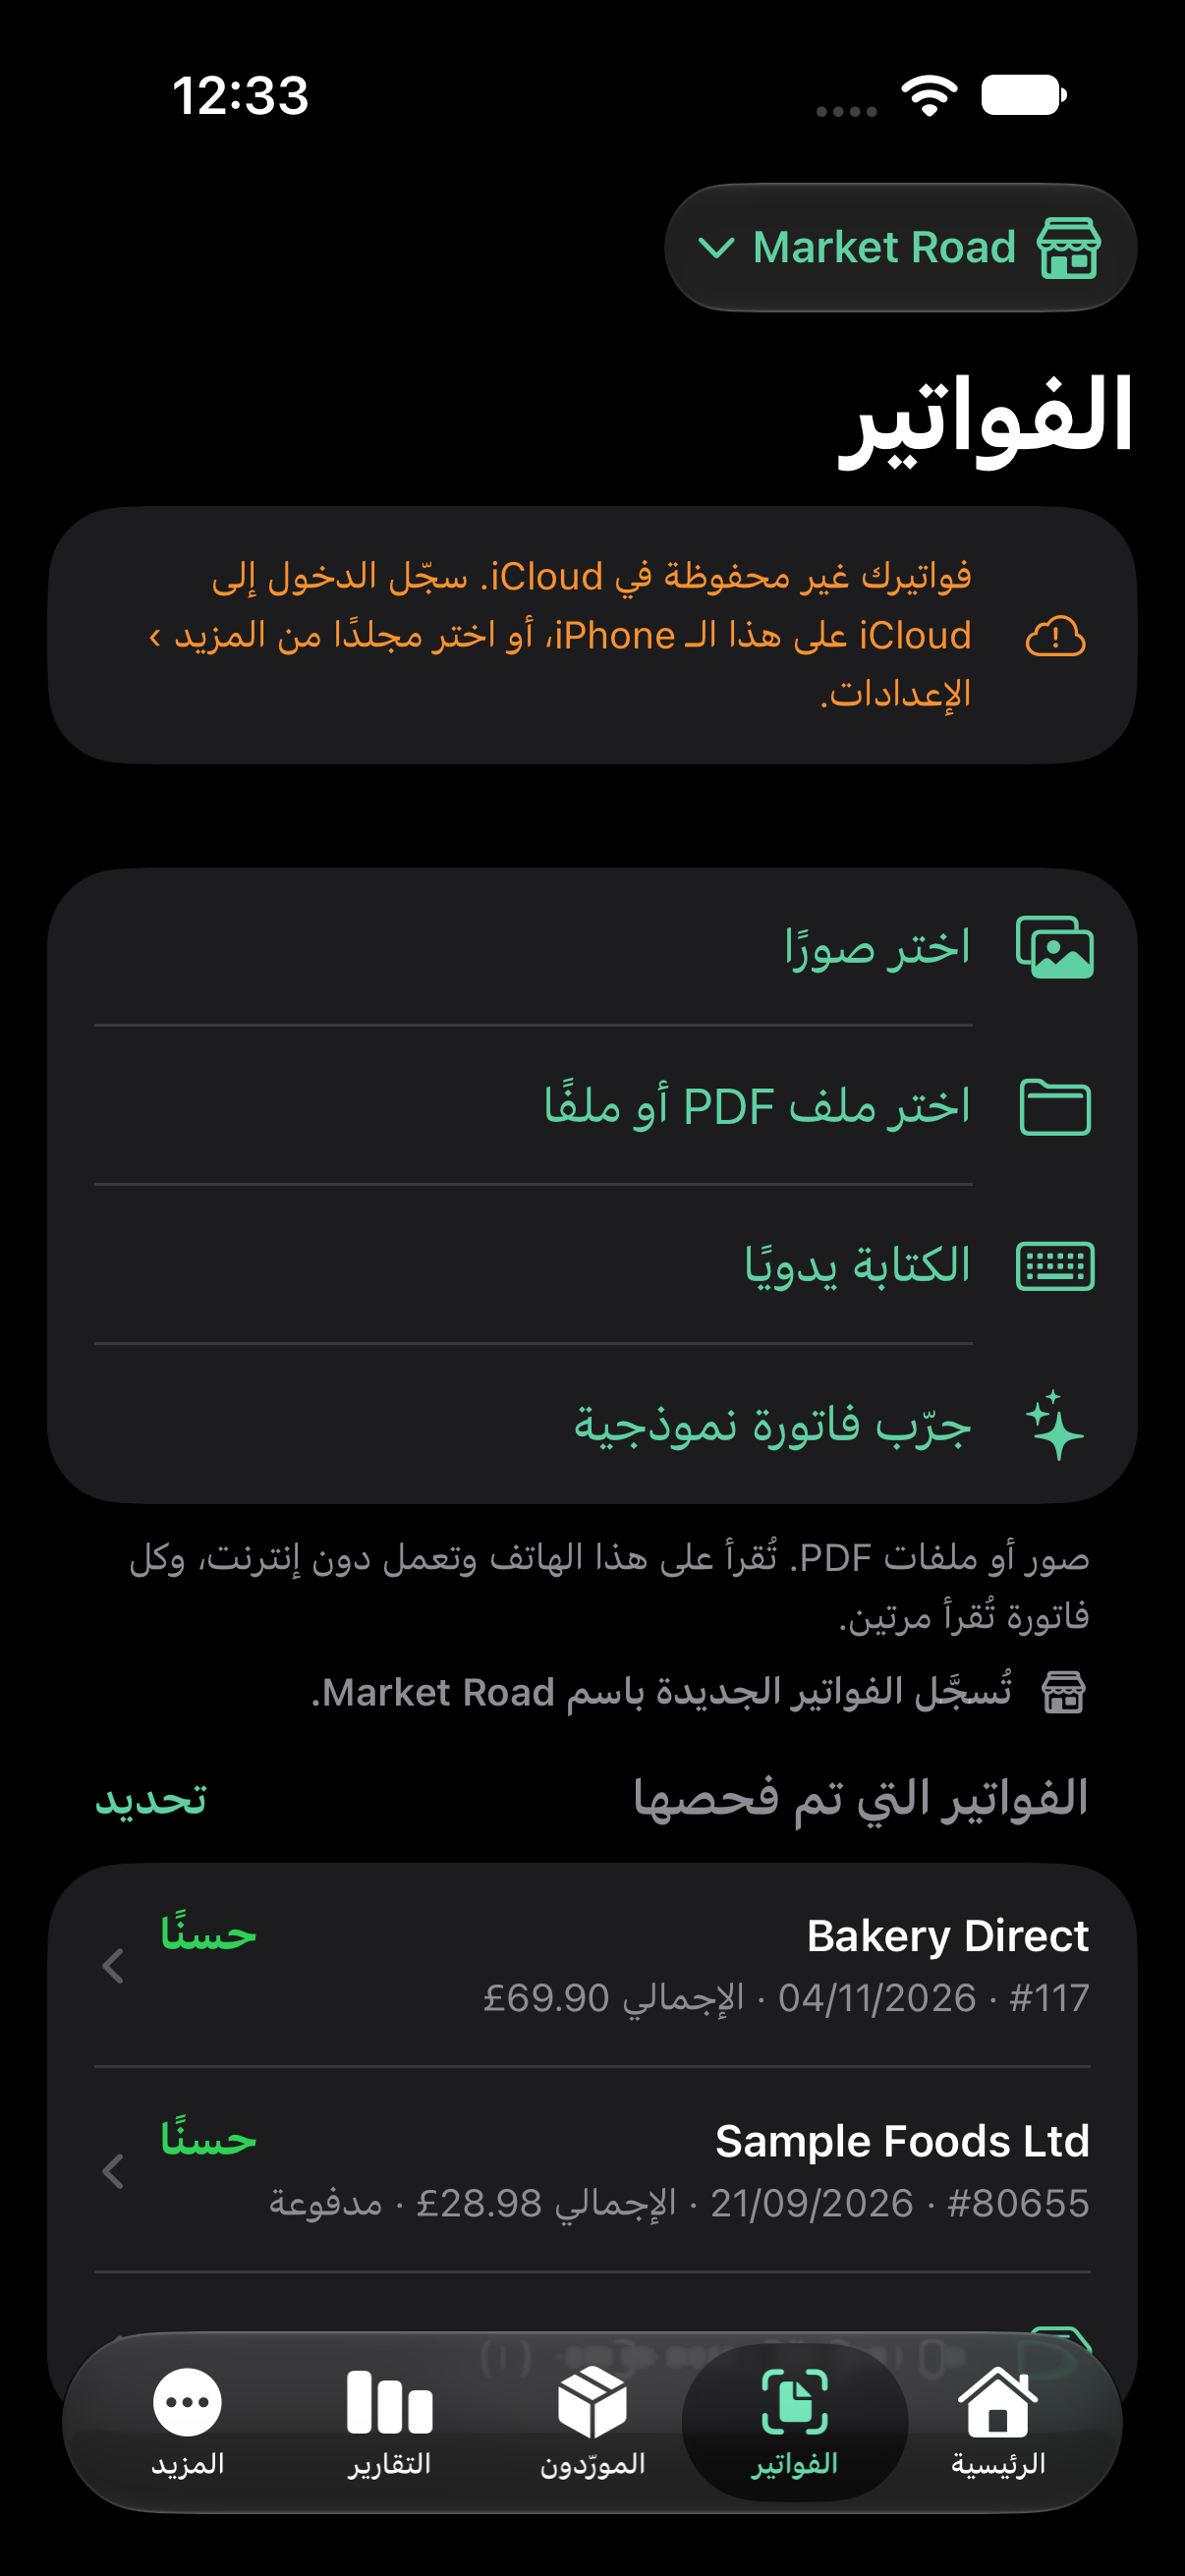 12:33
Market Road
الفواتير
فواتيرك غير محفوظة في iCloud. سجّل الدخول إلى
iCloud على هذا الـ iPhone، أو اختر مجلدًا من المزيد ›
الإعدادات.
اختر صورًا
اختر ملف PDF أو ملفًا
الكتابة يدويًا
جرّب فاتورة نموذجية
صور أو ملفات PDF. تُقرأ على هذا الهاتف وتعمل دون إنترنت، وكل
فاتورة تُقرأ مرتين.
تُسجَّل الفواتير الجديدة باسم Market Road.
الفواتير التي تم فحصها
تحديد
Bakery Direct
حسنًا
#117 · 04/11/2026 · الإجمالي £69.90
Sample Foods Ltd
حسنًا
#80655 · 21/09/2026 · الإجمالي £28.98 · مدفوعة
الرئيسية
الفواتير
المورّدون
التقارير
المزيد